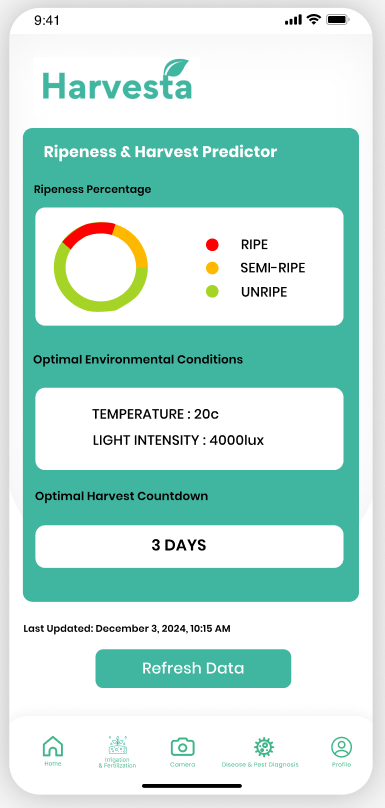 9:41
Harvesta
Ripeness & Harvest Predictor
Ripeness Percentage
RIPE
SEMI-RIPE
UNRIPE
Optimal Environmental Conditions
TEMPERATURE : 20c
LIGHT INTENSITY : 4000lux
Optimal Harvest Countdown
3 DAYS
Last Updated: December 3, 2024, 10:15 AM
Refresh Data
Home
Irrigation
& Fertilization
Camera
Disease & Pest Diagnosis
Profile